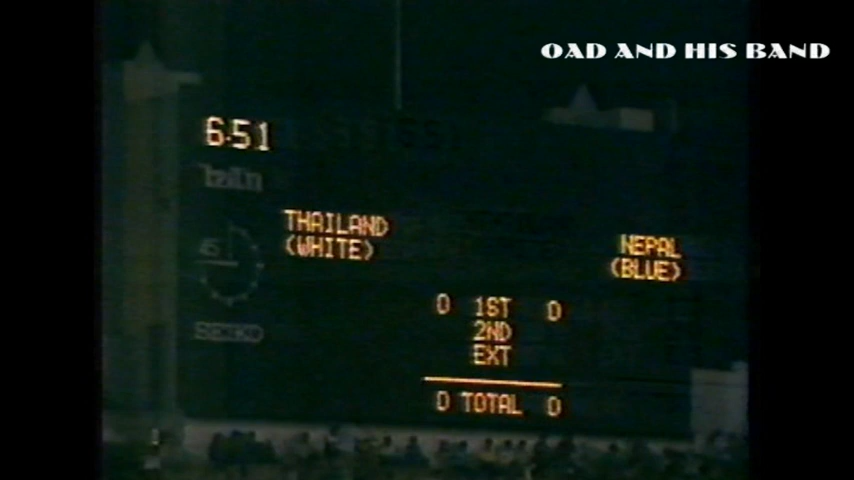 OAD AND HIS BAND
6:51
THAILAND
(WHITE)
NEPAL
(BLUE)
0 1ST 0
2ND
EXT
0 TOTAL 0
45
SEIKO